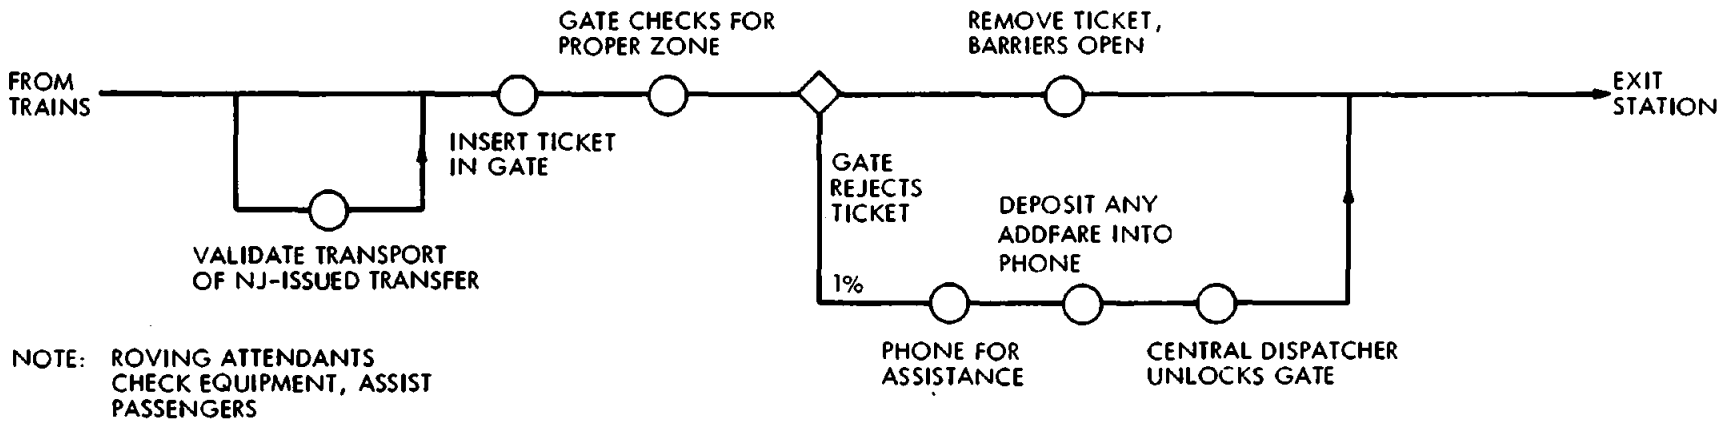 GATE CHECKS FOR
PROPER ZONE
REMOVE TICKET,
BARRIERS OPEN
FROM
TRAINS
EXIT
STATION
INSERT TICKET
IN GATE
GATE
REJECTS
TICKET
VALIDATE TRANSPORT
OF NJ-ISSUED TRANSFER
DEPOSIT ANY
ADDFARE INTO
PHONE
1%
PHONE FOR
ASSISTANCE
CENTRAL DISPATCHER
UNLOCKS GATE
NOTE: ROVING ATTENDANTS
CHECK EQUIPMENT, ASSIST
PASSENGERS